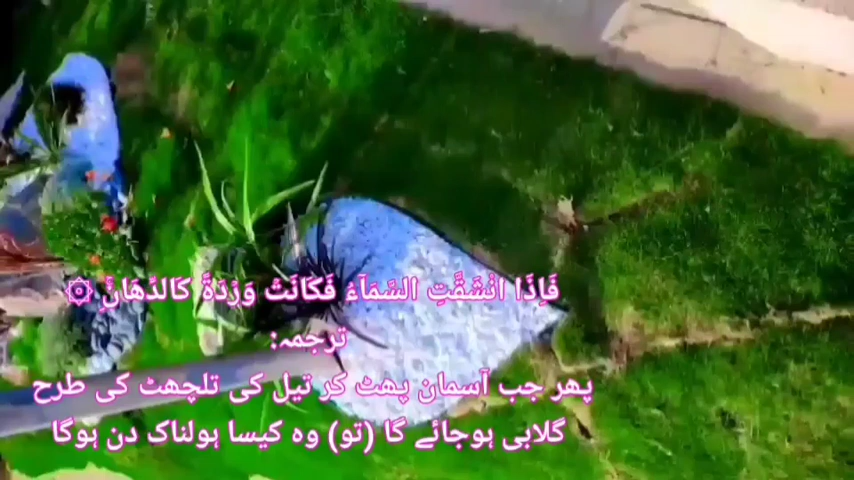 فَاِذَا انْشَقَّتِ السَّمَآءُ فَكَانَتْ وَرْدَةً كَالدِّهَانِۚ ۞
ترجمہ:
پھر جب آسمان پھٹ کر تیل کی تلچھٹ کی طرح
گلابی ہوجائے گا (تو) وہ کیسا ہولناک دن ہوگا